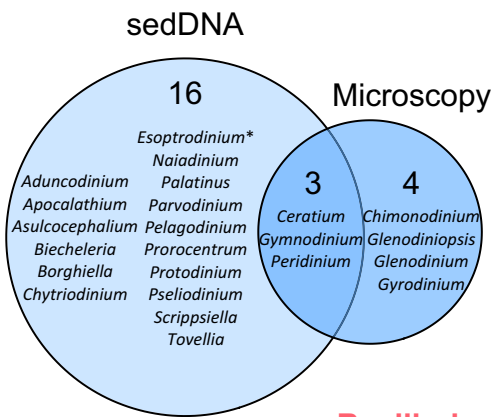 sedDNA
Microscopy
16
Esoptrodinium*
Naiadinium
Palatinus
Parvodinium
Pelagodinium
Prorocentrum
Protodinium
Pseliodinium
Scrippsiella
Tovellia
Aduncodinium
Apocalathium
Asulcocephalium
Biecheleria
Borghiella
Chytriodinium
3
Ceratium
Gymnodinium
Peridinium
4
Chimonodinium
Glenodiniopsis
Glenodinium
Gyrodinium